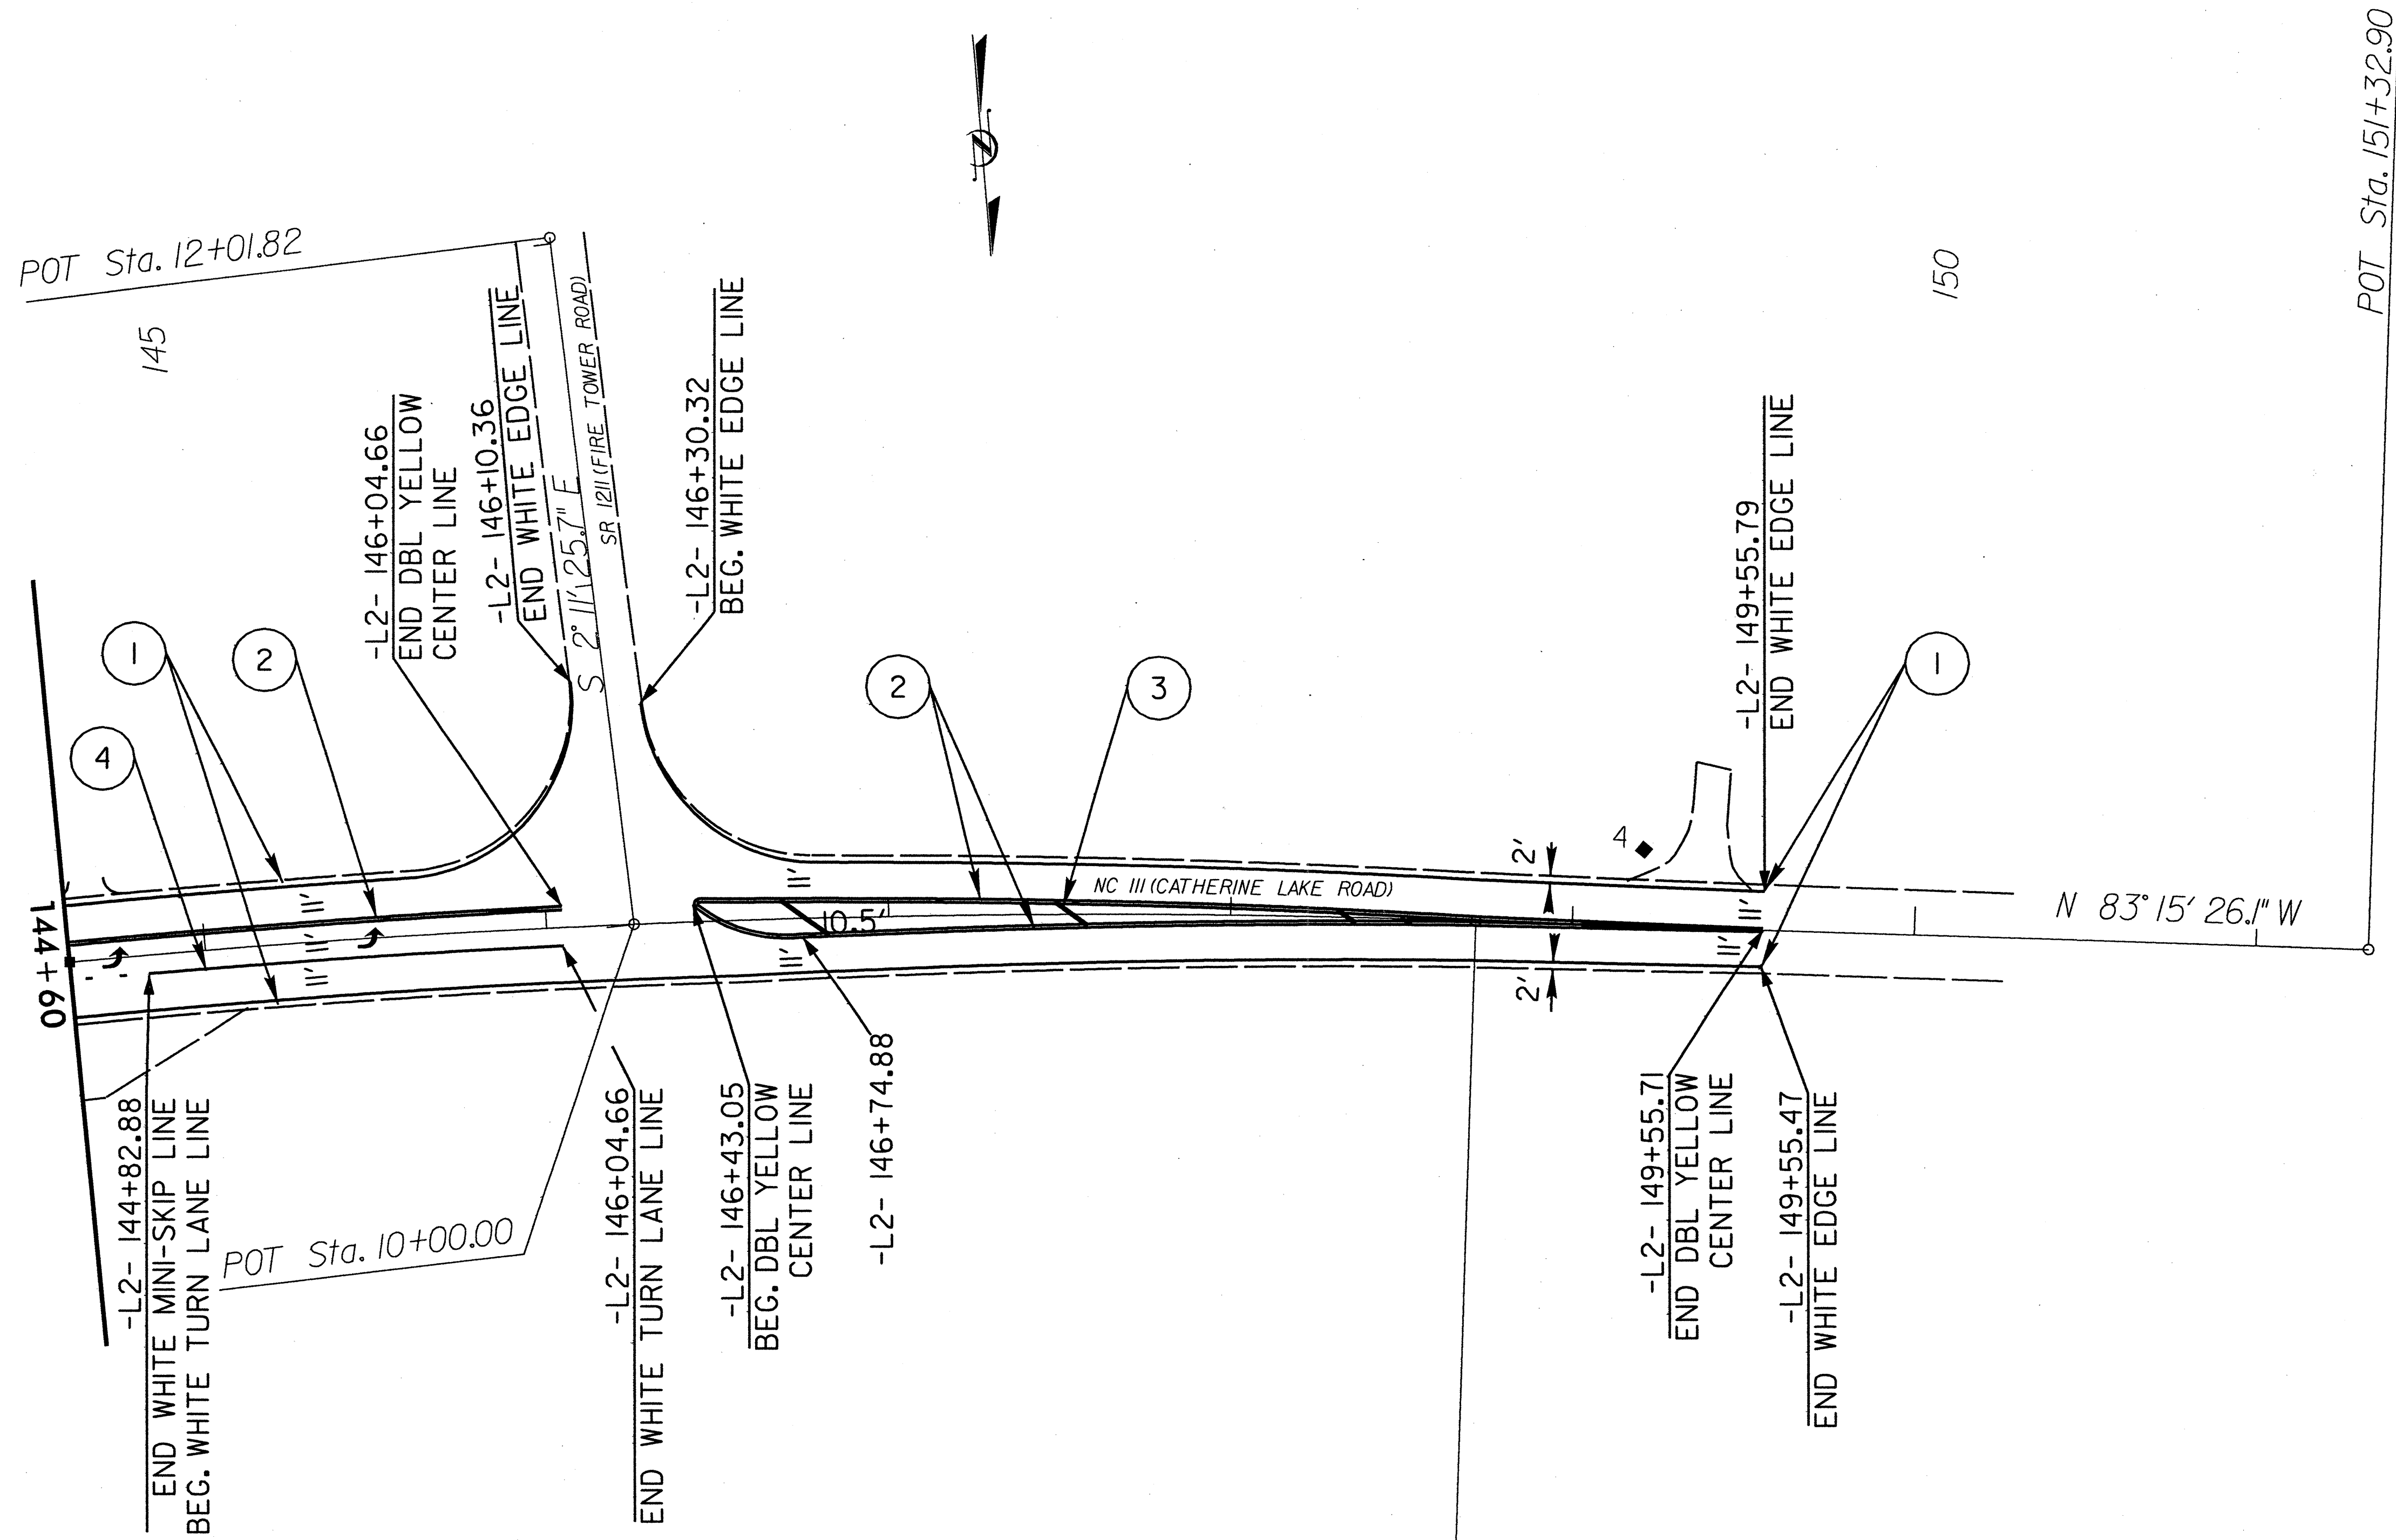 POT Sta. 12+01.82
145
-L2- 146+04.66
END DBL YELLOW
CENTER LINE
-L2- 146+10.36
END WHITE EDGE LINE
S 2° 11' 25.7" E
SR 1211 (FIRE TOWER ROAD)
-L2- 146+30.32
BEG. WHITE EDGE LINE
N
150
POT Sta. 151+32.90
-L2- 149+55.79
END WHITE EDGE LINE
1
2
4
2
3
1
4
144+60
11'
11'
11'
11'
11'
10.5'
NC 111 (CATHERINE LAKE ROAD)
2'
2'
11'
11'
N 83° 15' 26.1" W
-L2- 144+82.88
END WHITE MINI-SKIP LINE
BEG. WHITE TURN LANE LINE
POT Sta. 10+00.00
-L2- 146+04.66
END WHITE TURN LANE LINE
-L2- 146+43.05
BEG. DBL YELLOW
CENTER LINE
-L2- 146+74.88
-L2- 149+55.71
END DBL YELLOW
CENTER LINE
-L2- 149+55.47
END WHITE EDGE LINE